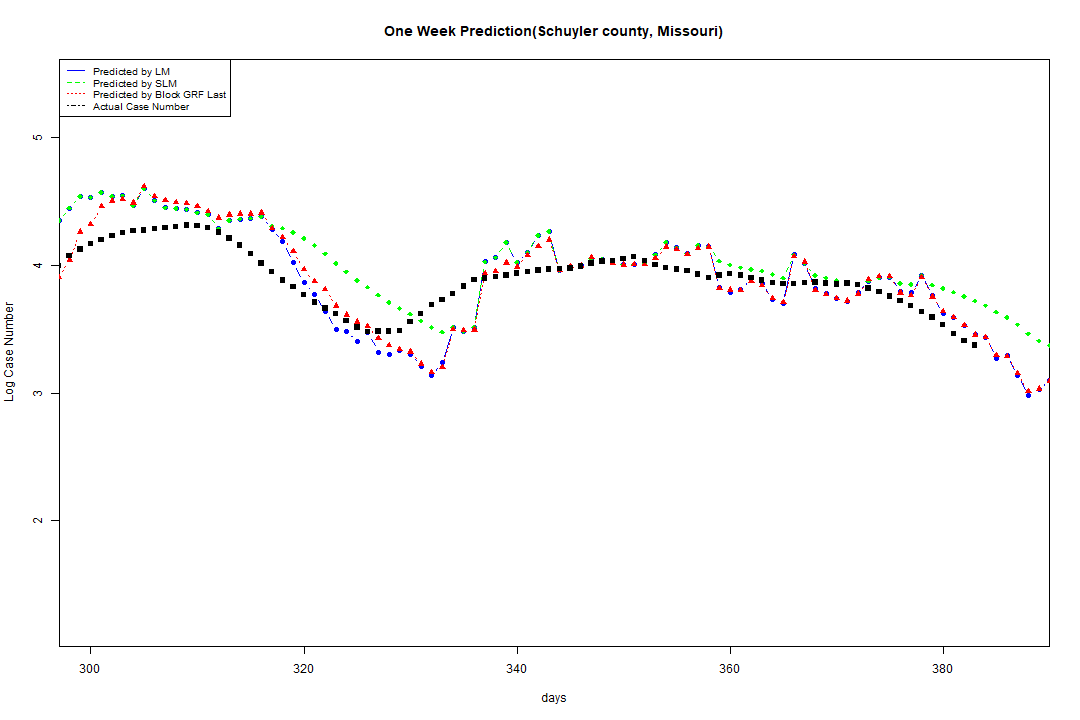 One Week Prediction(Schuyler county, Missouri)
Predicted by LM
Predicted by SLM
Predicted by Block GRF Last
Actual Case Number
5
4
3
2
Log Case Number
300 320 340 360 380
days